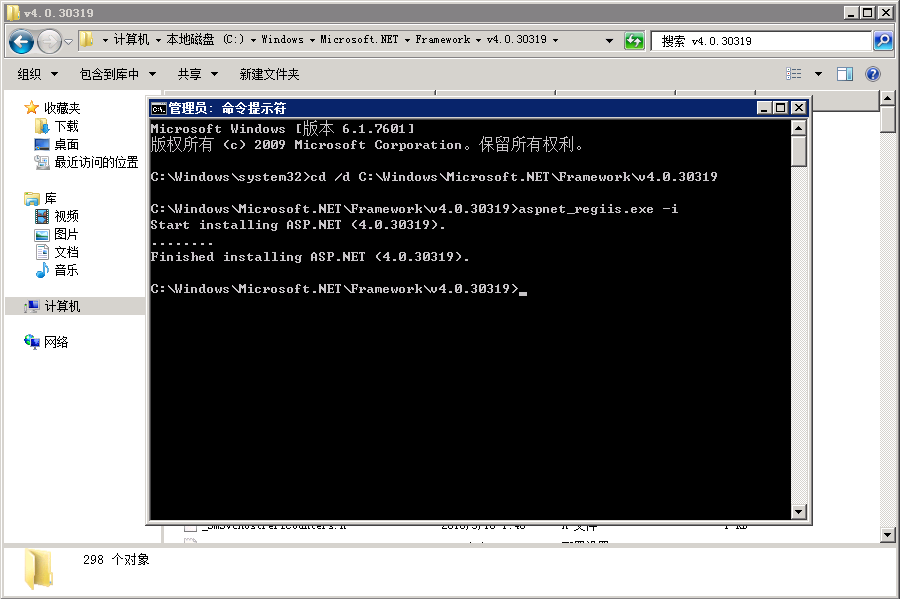 v4.0.30319
计算机 本地磁盘 (C:) Windows Microsoft.NET Framework v4.0.30319
搜索 v4.0.30319
组织 包含到库中 共享 新建文件夹
收藏夹
下载
桌面
最近访问的位置
库
视频
图片
文档
音乐
计算机
网络
管理员: 命令提示符
Microsoft Windows [版本 6.1.7601]
版权所有 (c) 2009 Microsoft Corporation。保留所有权利。
C:\Windows\system32>cd /d C:\Windows\Microsoft.NET\Framework\v4.0.30319
C:\Windows\Microsoft.NET\Framework\v4.0.30319>aspnet_regiis.exe -i
Start installing ASP.NET (4.0.30319).
........
Finished installing ASP.NET (4.0.30319).
C:\Windows\Microsoft.NET\Framework\v4.0.30319>_
298 个对象